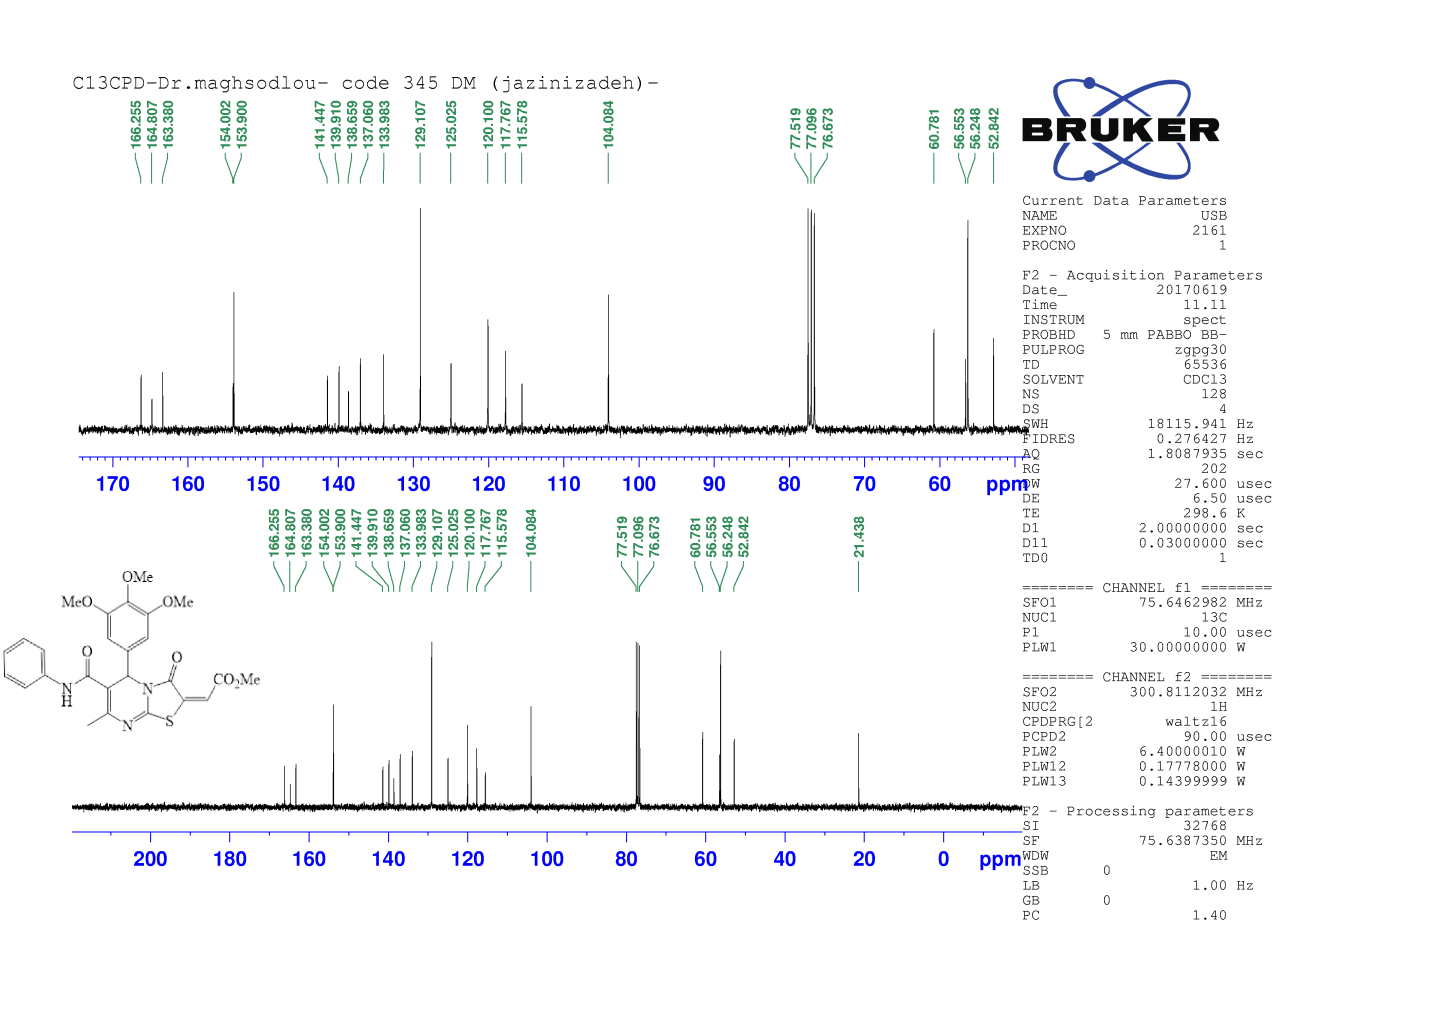 C13CPD-Dr.maghsodlou- code 345 DM (jazinizadeh)-
166.255
164.807
163.380
154.002
153.900
141.447
139.910
138.659
137.060
133.983
129.107
125.025
120.100
117.767
115.578
104.084
77.519
77.096
76.673
60.781
56.553
56.248
52.842
170 160 150 140 130 120 110 100 90 80 70 60 ppm
166.255
164.807
163.380
154.002
153.900
141.447
139.910
138.659
137.060
133.983
129.107
125.025
120.100
117.767
115.578
104.084
77.519
77.096
76.673
60.781
56.553
56.248
52.842
21.438
OMe
MeO OMe
O O
N CO₂Me
N
H
N S
200 180 160 140 120 100 80 60 40 20 0 ppm
BRUKER
Current Data Parameters
NAME USB
EXPNO 2161
PROCNO 1
F2 - Acquisition Parameters
Date_ 20170619
Time 11.11
INSTRUM spect
PROBHD 5 mm PABBO BB-
PULPROG zgpg30
TD 65536
SOLVENT CDCl3
NS 128
DS 4
SWH 18115.941 Hz
FIDRES 0.276427 Hz
AQ 1.8087935 sec
RG 202
DW 27.600 usec
DE 6.50 usec
TE 298.6 K
D1 2.00000000 sec
D11 0.03000000 sec
TD0 1
======== CHANNEL f1 ========
SFO1 75.6462982 MHz
NUC1 13C
P1 10.00 usec
PLW1 30.00000000 W
======== CHANNEL f2 ========
SFO2 300.8112032 MHz
NUC2 1H
CPDPRG[2 waltz16
PCPD2 90.00 usec
PLW2 6.40000010 W
PLW12 0.17778000 W
PLW13 0.14399999 W
F2 - Processing parameters
SI 32768
SF 75.6387350 MHz
WDW EM
SSB 0
LB 1.00 Hz
GB 0
PC 1.40